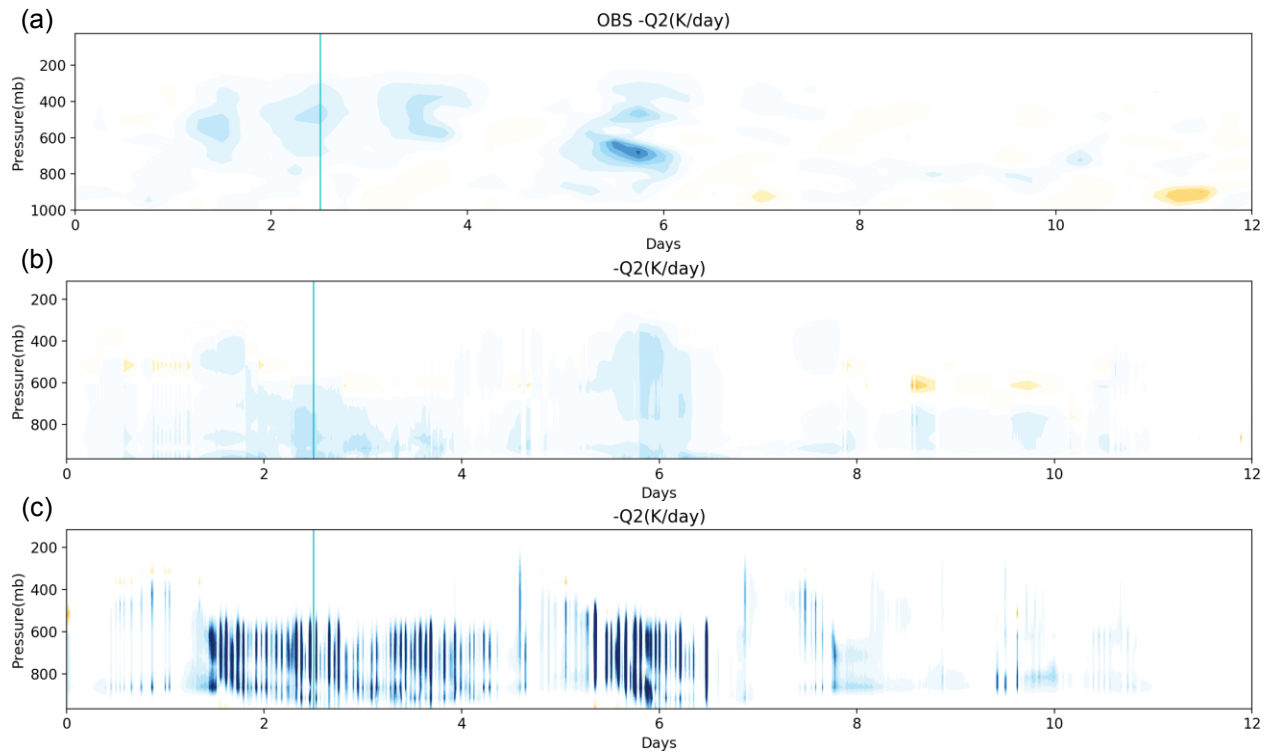 (a)
OBS -Q2(K/day)
Pressure(mb)
200
400
600
800
1000
0 2 4 6 8 10 12
Days
(b)
-Q2(K/day)
Pressure(mb)
200
400
600
800
0 2 4 6 8 10 12
Days
(c)
-Q2(K/day)
Pressure(mb)
200
400
600
800
0 2 4 6 8 10 12
Days